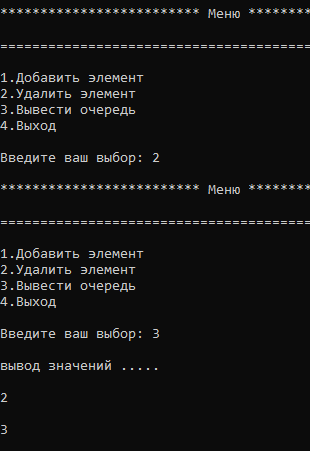 ************************* Меню ********
=======================================
1.Добавить элемент
2.Удалить элемент
3.Вывести очередь
4.Выход
Введите ваш выбор: 2
************************* Меню ********
=======================================
1.Добавить элемент
2.Удалить элемент
3.Вывести очередь
4.Выход
Введите ваш выбор: 3
вывод значений .....
2
3